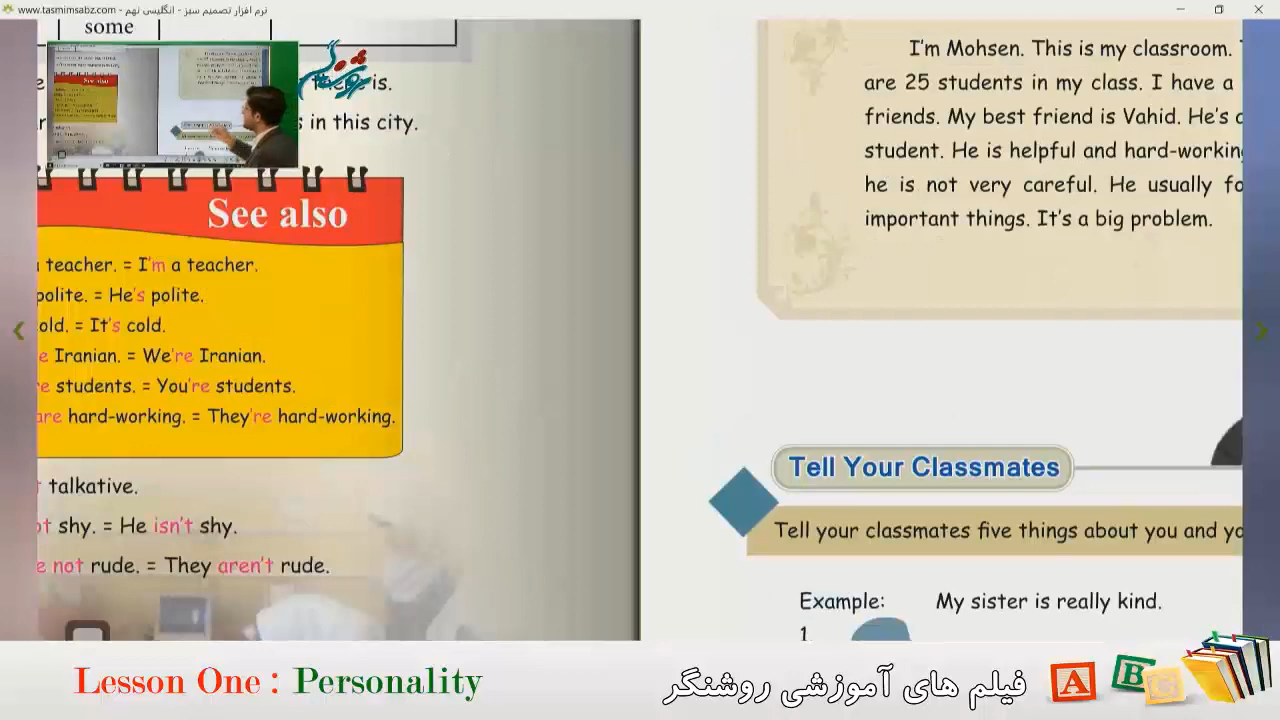 نرم افزار تصمیم سبز - انگلیسی نهم - www.tasmimsabz.com
some
is.
in this city.
See also
teacher. = I'm a teacher.
polite. = He's polite.
old. = It's cold.
e Iranian. = We're Iranian.
re students. = You're students.
are hard-working. = They're hard-working.
talkative.
ot shy. = He isn't shy.
e not rude. = They aren't rude.
I'm Mohsen. This is my classroom.
are 25 students in my class. I have a
friends. My best friend is Vahid. He's
student. He is helpful and hard-working
he is not very careful. He usually fo
important things. It's a big problem.
Tell Your Classmates
Tell your classmates five things about you and yo
Example: My sister is really kind.
1
Lesson One : Personality
فیلم های آموزشی روشنگر
A B C